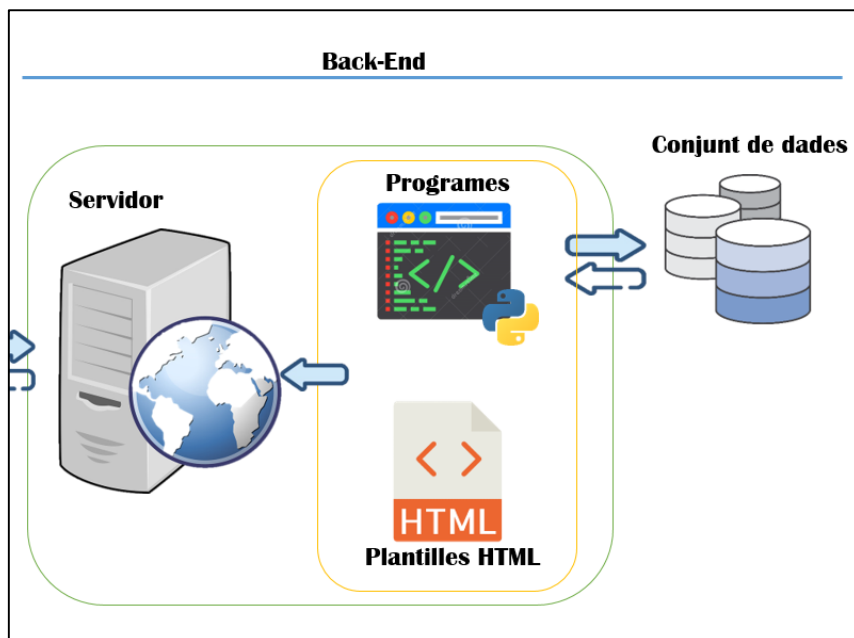 Back-End
Conjunt de dades
Programes
Servidor
</>
< >
HTML
Plantilles HTML